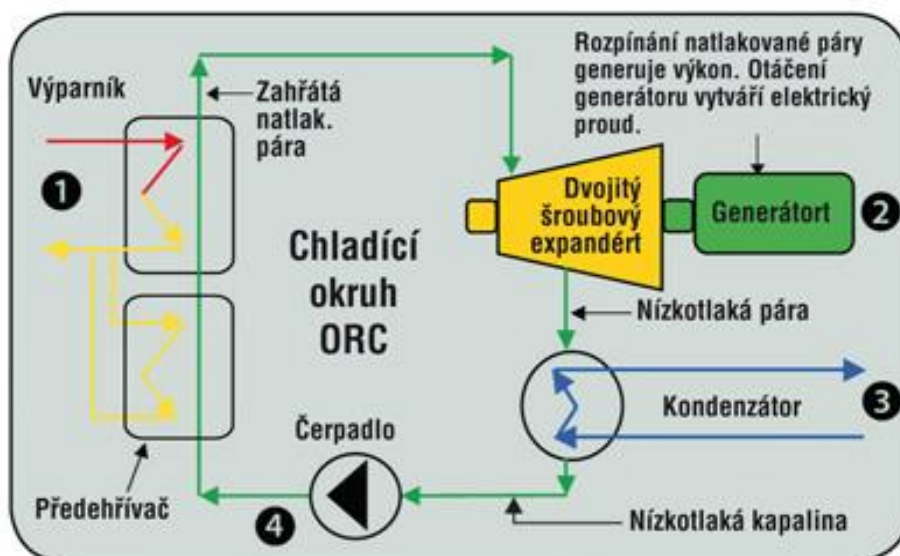 Rozpínání natlakované páry
generuje výkon. Otáčení
generátoru vytváří elektrický
proud.
Výparník
Zahřátá
natlak.
pára
1
Dvojitý
šroubový
expandért
Generátort
2
Chladící
okruh
ORC
Nízkotlaká pára
Kondenzátor
3
Čerpadlo
Předehřívač
4
Nízkotlaká kapalina